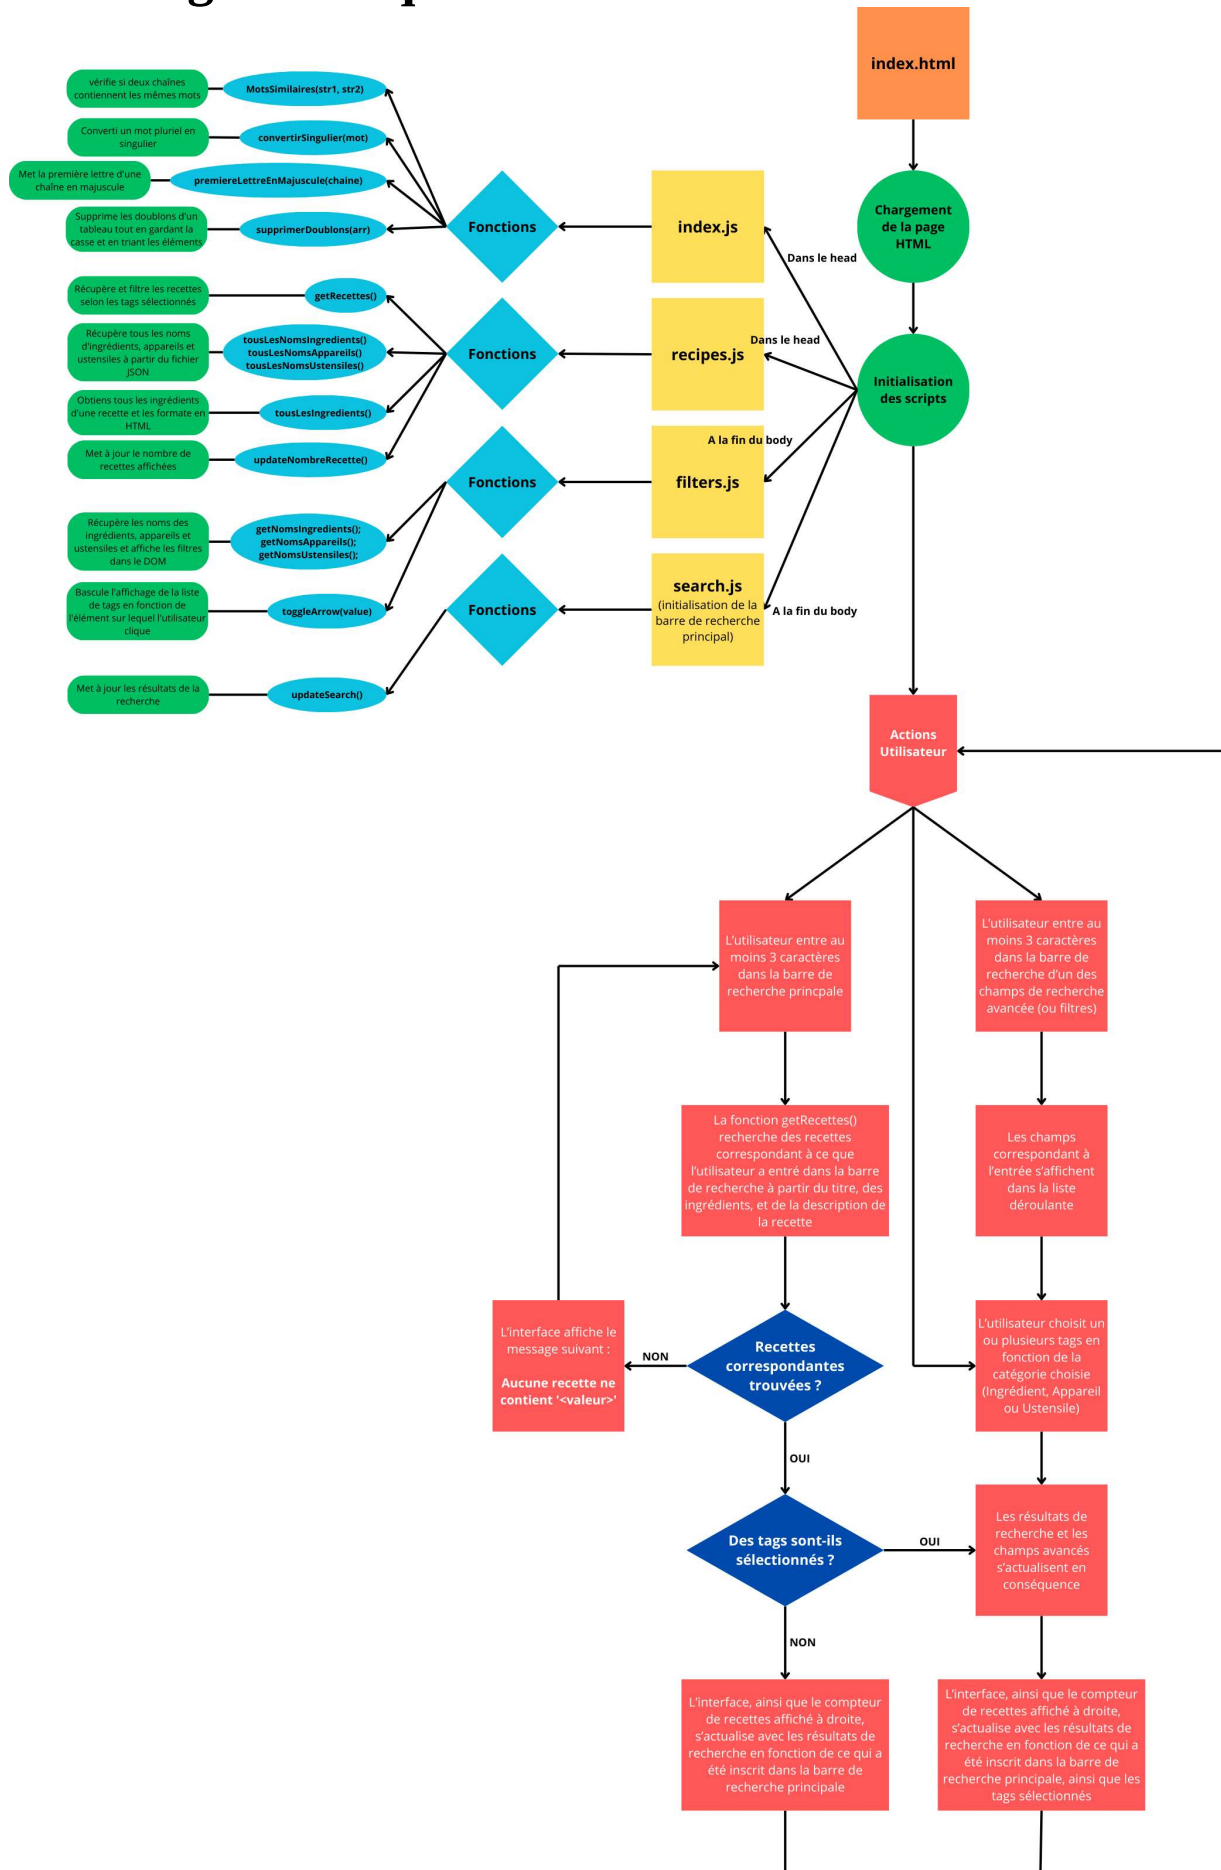 index.html
Chargement
de la page
HTML
Initialisation
des scripts
Dans le head
Dans le head
A la fin du body
A la fin du body
index.js
Fonctions
MotsSimilaires(str1, str2)
vérifie si deux chaînes
contiennent les mêmes mots
convertirSingulier(mot)
Converti un mot pluriel en
singulier
premiereLettreEnMajuscule(chaine)
Met la première lettre d'une
chaîne en majuscule
supprimerDoublons(arr)
Supprime les doublons d'un
tableau tout en gardant la
casse et en triant les éléments
recipes.js
Fonctions
getRecettes()
Récupère et filtre les recettes
selon les tags sélectionnés
tousLesNomsIngredients()
tousLesNomsAppareils()
tousLesNomsUstensiles()
Récupère tous les noms
d'ingrédients, appareils et
ustensiles à partir du fichier
JSON
tousLesIngredients()
Obtiens tous les ingrédients
d'une recette et les formate en
HTML
updateNombreRecette()
Met à jour le nombre de
recettes affichées
filters.js
Fonctions
getNomsIngredients();
getNomsAppareils();
getNomsUstensiles();
Récupère les noms des
ingrédients, appareils et
ustensiles et affiche les filtres
dans le DOM
toggleArrow(value)
Bascule l'affichage de la liste
de tags en fonction de
l'élément sur lequel l'utilisateur
clique
search.js
(initialisation de la
barre de recherche
principal)
Fonctions
updateSearch()
Met à jour les résultats de la
recherche
Actions
Utilisateur
L'utilisateur entre au
moins 3 caractères
dans la barre de
recherche princpale
L'utilisateur entre au
moins 3 caractères
dans la barre de
recherche d'un des
champs de recherche
avancée (ou filtres)
La fonction getRecettes()
recherche des recettes
correspondant à ce que
l'utilisateur a entré dans la barre
de recherche à partir du titre, des
ingrédients, et de la description de
la recette
Les champs
correspondant à
l'entrée s'affichent
dans la liste
déroulante
L'interface affiche le
message suivant :
Aucune recette ne
contient '<valeur>'
NON
Recettes
correspondantes
trouvées ?
L'utilisateur choisit un
ou plusieurs tags en
fonction de la
catégorie choisie
(Ingrédient, Appareil
ou Ustensile)
OUI
Des tags sont-ils
sélectionnés ?
OUI
Les résultats de
recherche et les
champs avancés
s'actualisent en
conséquence
NON
L'interface, ainsi que le compteur
de recettes affiché à droite,
s'actualise avec les résultats de
recherche en fonction de ce qui a
été inscrit dans la barre de
recherche principale
L'interface, ainsi que le compteur
de recettes affiché à droite,
s'actualise avec les résultats de
recherche en fonction de ce qui a
été inscrit dans la barre de
recherche principale, ainsi que les
tags sélectionnés